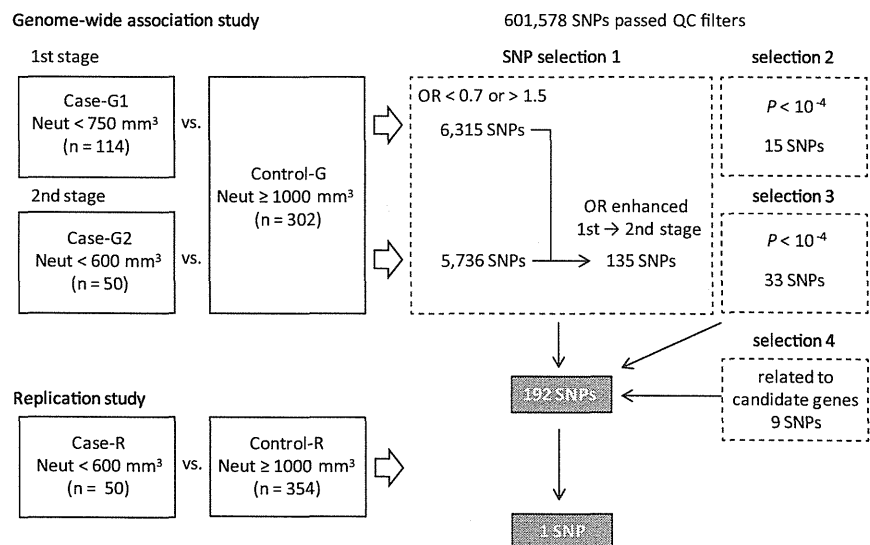 Genome-wide association study
601,578 SNPs passed QC filters
1st stage
SNP selection 1
selection 2
Case-G1
Neut < 750 mm³
(n = 114)
vs.
Control-G
Neut ≥ 1000 mm³
(n = 302)
OR < 0.7 or > 1.5
6,315 SNPs
P < 10⁻⁴
15 SNPs
2nd stage
selection 3
Case-G2
Neut < 600 mm³
(n = 50)
vs.
5,736 SNPs
OR enhanced
1st → 2nd stage
135 SNPs
P < 10⁻⁴
33 SNPs
selection 4
192 SNPs
related to
candidate genes
9 SNPs
Replication study
Case-R
Neut < 600 mm³
(n = 50)
vs.
Control-R
Neut ≥ 1000 mm³
(n = 354)
1 SNP